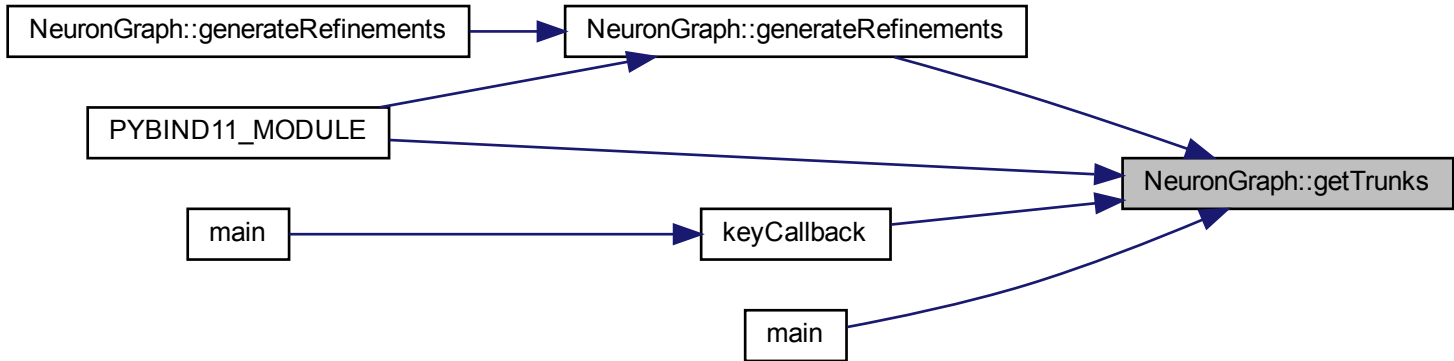 NeuronGraph::generateRefinements
NeuronGraph::generateRefinements
PYBIND11_MODULE
NeuronGraph::getTrunks
main
keyCallback
main